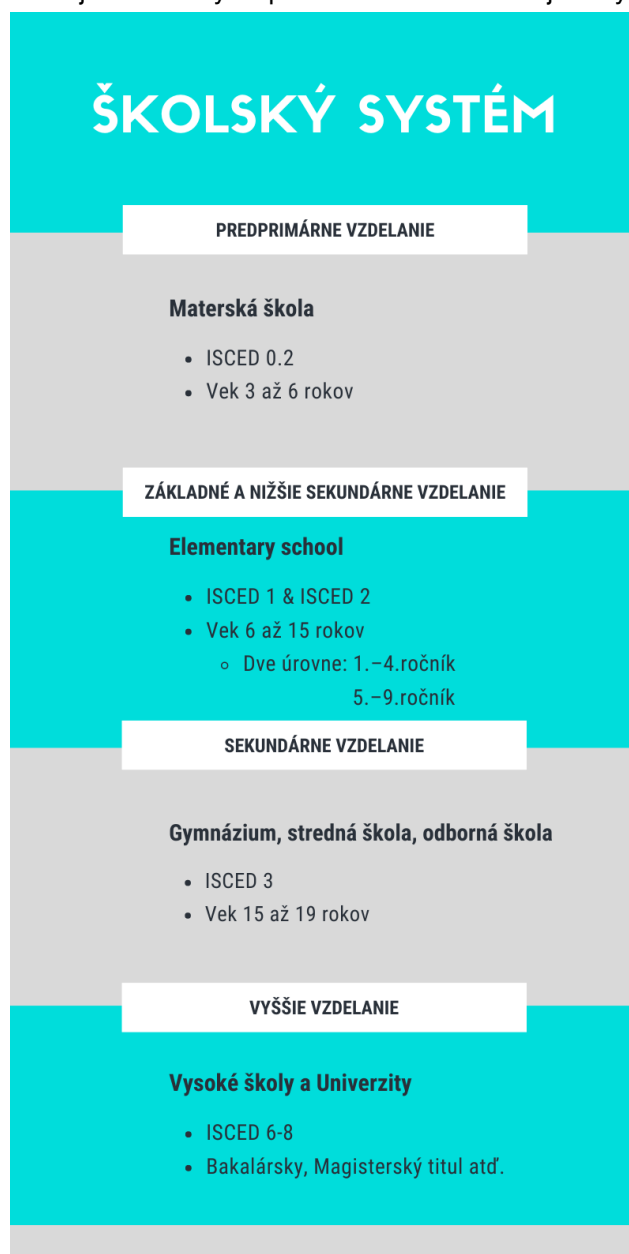 ŠKOLSKÝ SYSTÉM
PREDPRIMÁRNE VZDELANIE
Materská škola
• ISCED 0.2
• Vek 3 až 6 rokov
ZÁKLADNÉ A NIŽŠIE SEKUNDÁRNE VZDELANIE
Elementary school
• ISCED 1 & ISCED 2
• Vek 6 až 15 rokov
◦ Dve úrovne: 1.–4.ročník
5.–9.ročník
SEKUNDÁRNE VZDELANIE
Gymnázium, stredná škola, odborná škola
• ISCED 3
• Vek 15 až 19 rokov
VYŠŠIE VZDELANIE
Vysoké školy a Univerzity
• ISCED 6-8
• Bakalársky, Magisterský titul atď.